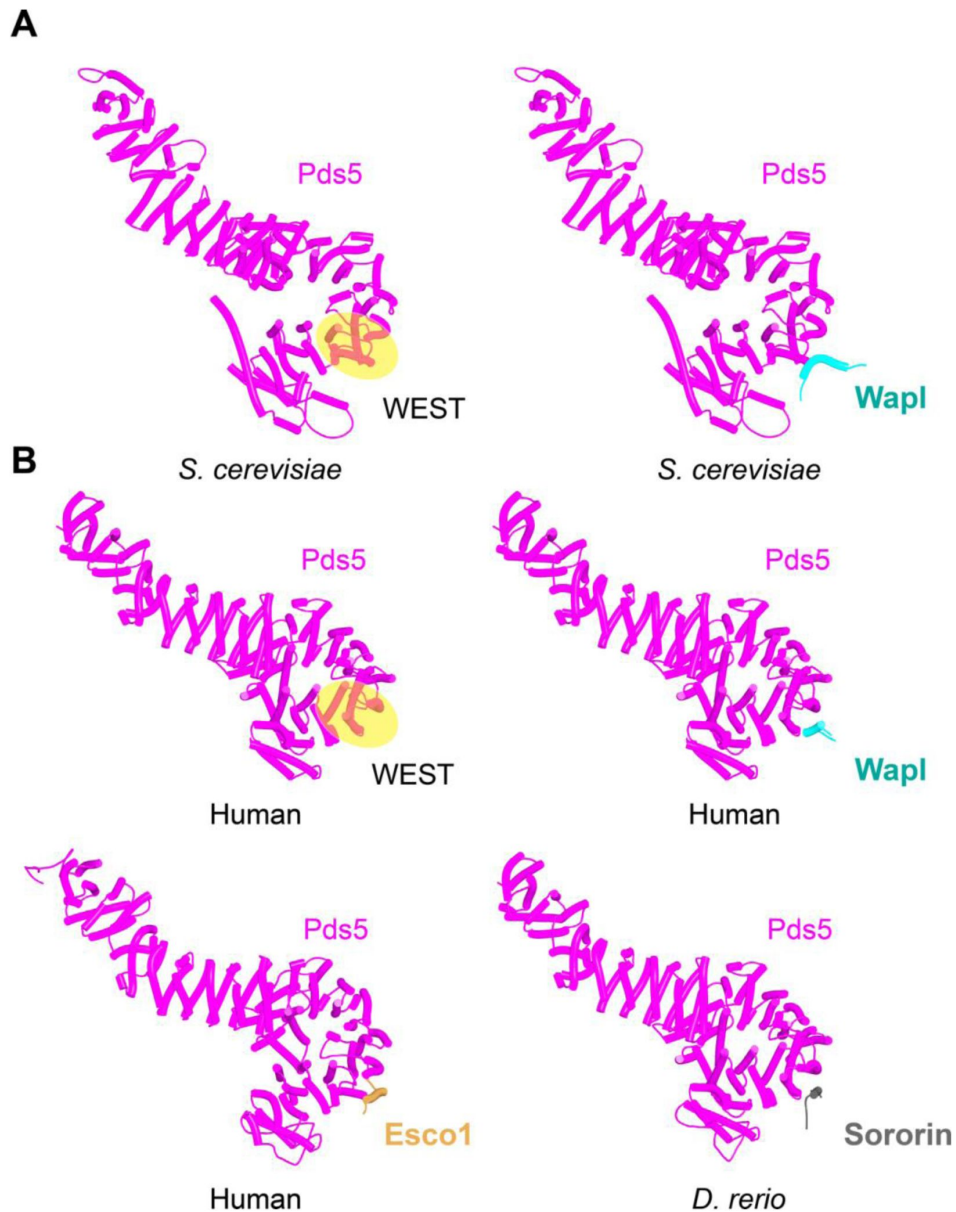 A
Pds5
Pds5
WEST
Wapl
S. cerevisiae
S. cerevisiae
B
Pds5
Pds5
WEST
Wapl
Human
Human
Pds5
Pds5
Esco1
Sororin
Human
D. rerio